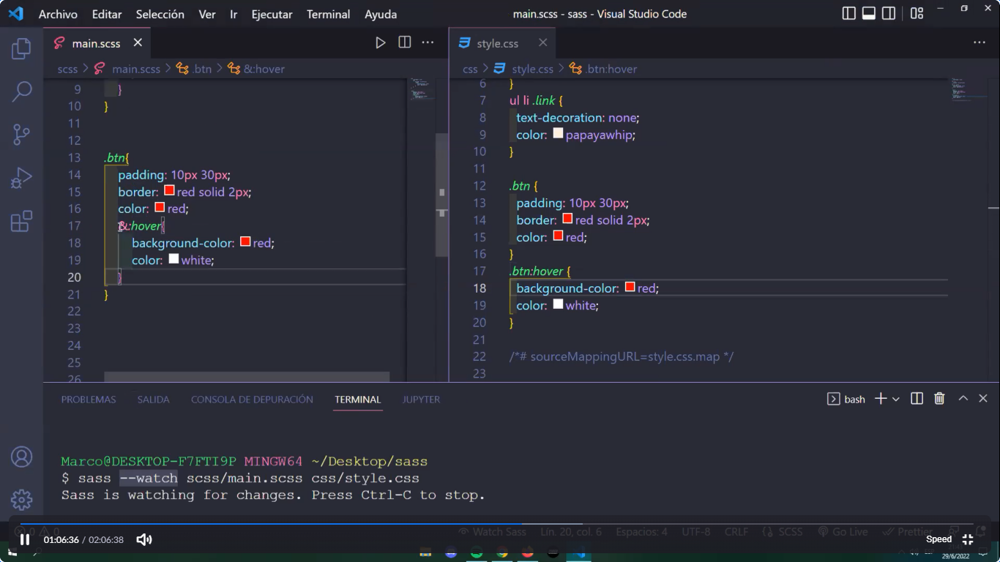 Archivo Editar Selección Ver Ir Ejecutar Terminal Ayuda main.scss - sass - Visual Studio Code
main.scss
style.css
scss > main.scss > .btn > &:hover
css > style.css > .btn:hover
9 }
10 }
11
12
13 .btn{
14 padding: 10px 30px;
15 border: red solid 2px;
16 color: red;
17 &:hover{
18 background-color: red;
19 color: white;
20 }
21 }
22
23
24
25
26
6 }
7 ul li .link {
8 text-decoration: none;
9 color: papayawhip;
10 }
11
12 .btn {
13 padding: 10px 30px;
14 border: red solid 2px;
15 color: red;
16 }
17 .btn:hover {
18 background-color: red;
19 color: white;
20 }
21
22 /*# sourceMappingURL=style.css.map */
23
PROBLEMAS SALIDA CONSOLA DE DEPURACIÓN TERMINAL JUPYTER bash
Marco@DESKTOP-F7FTI9P MINGW64 ~/Desktop/sass
$ sass --watch scss/main.scss css/style.css
Sass is watching for changes. Press Ctrl-C to stop.
0 0 Watch Sass Lín. 20, col. 6 Espacios: 4 UTF-8 CRLF {} SCSS Go Live Prettier
01:06:36 / 02:06:38 Speed
29/6/2022